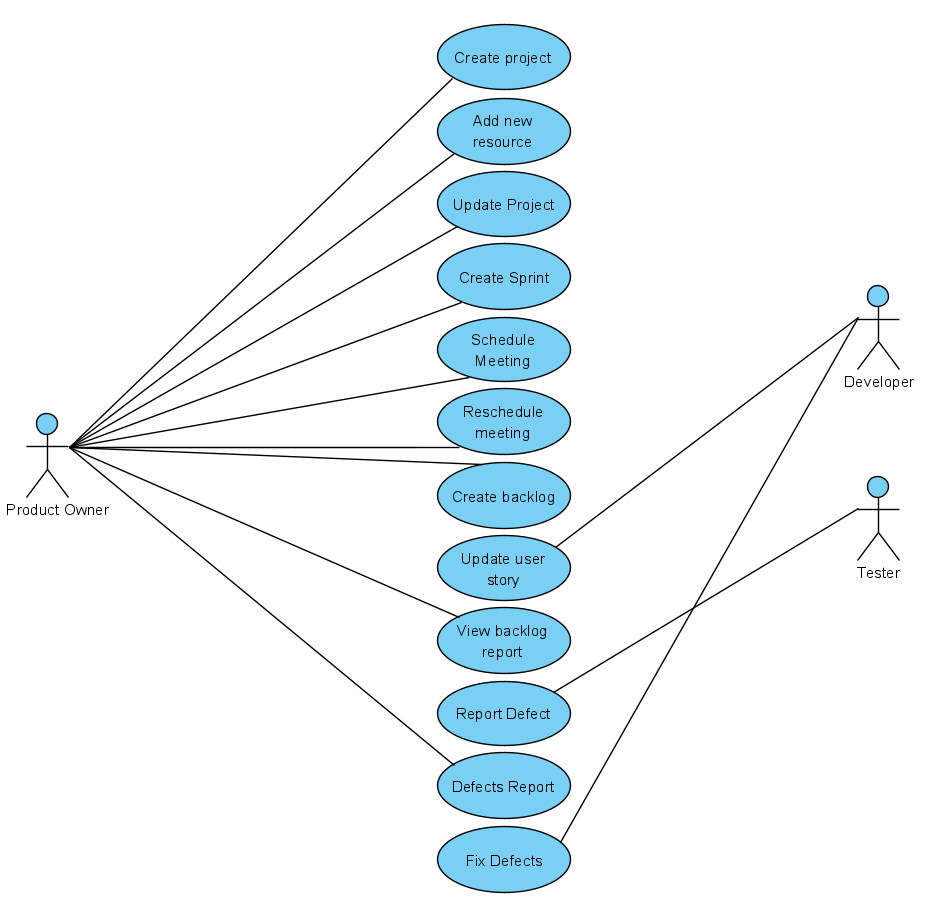 Create project
Add new
resource
Update Project
Create Sprint
Schedule
Meeting
Reschedule
meeting
Create backlog
Update user
story
View backlog
report
Report Defect
Defects Report
Fix Defects
Product Owner
Developer
Tester